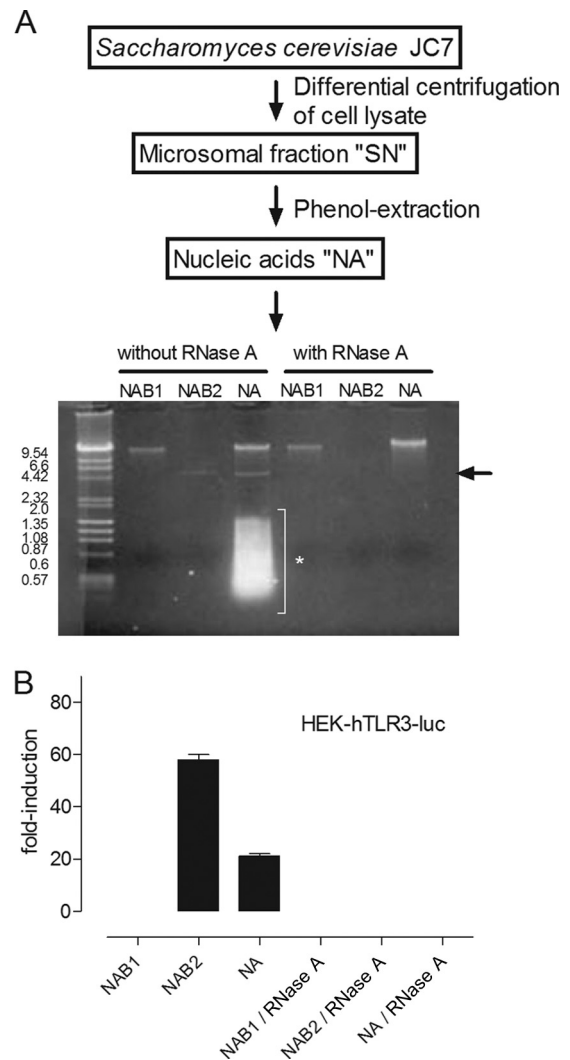 A
Saccharomyces cerevisiae JC7
Differential centrifugation
of cell lysate
Microsomal fraction "SN"
Phenol-extraction
Nucleic acids "NA"
without RNase A with RNase A
NAB1 NAB2 NA NAB1 NAB2 NA
9.54
6.6
4.42
2.32
2.0
1.35
1.08
0.87
0.6
0.57
*
B
HEK-hTLR3-luc
fold-induction
80
60
40
20
0
NAB1
NAB2
NA
NAB1 / RNase A
NAB2 / RNase A
NA / RNase A